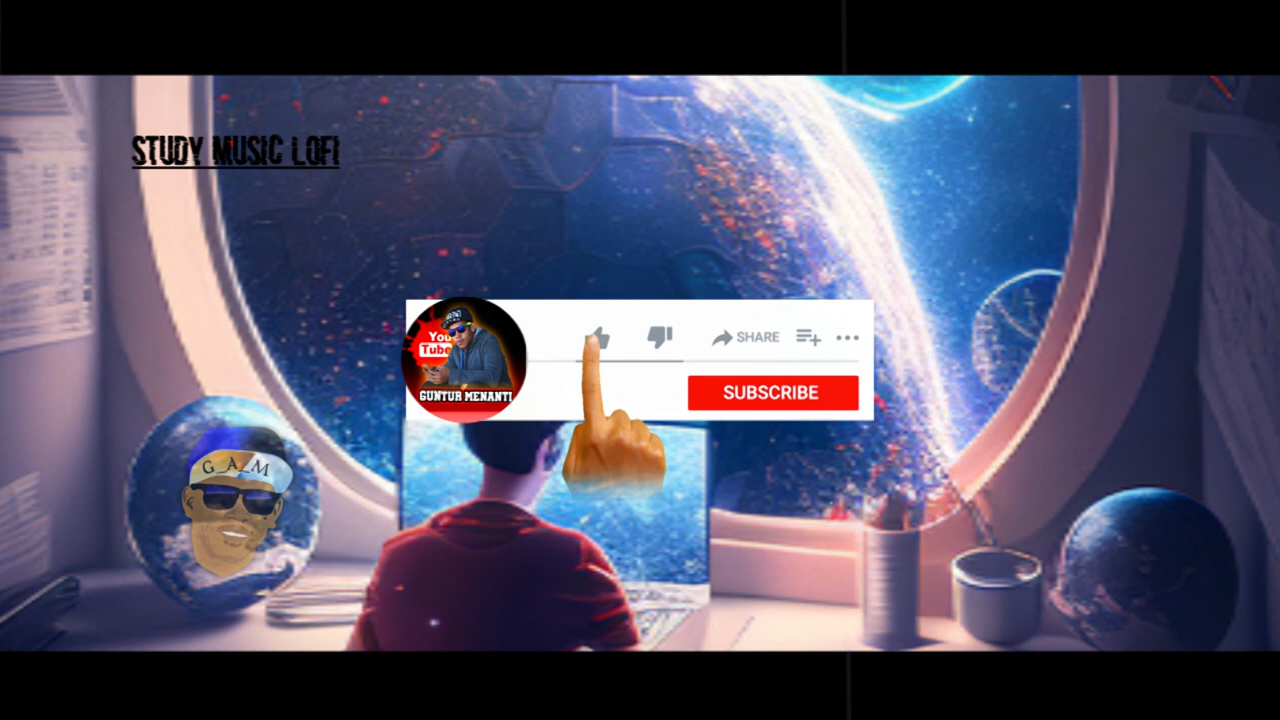 STUDY MUSIC LOFI
You
Tube
GUNTUR MENANTI
SHARE
SUBSCRIBE
G_A_M